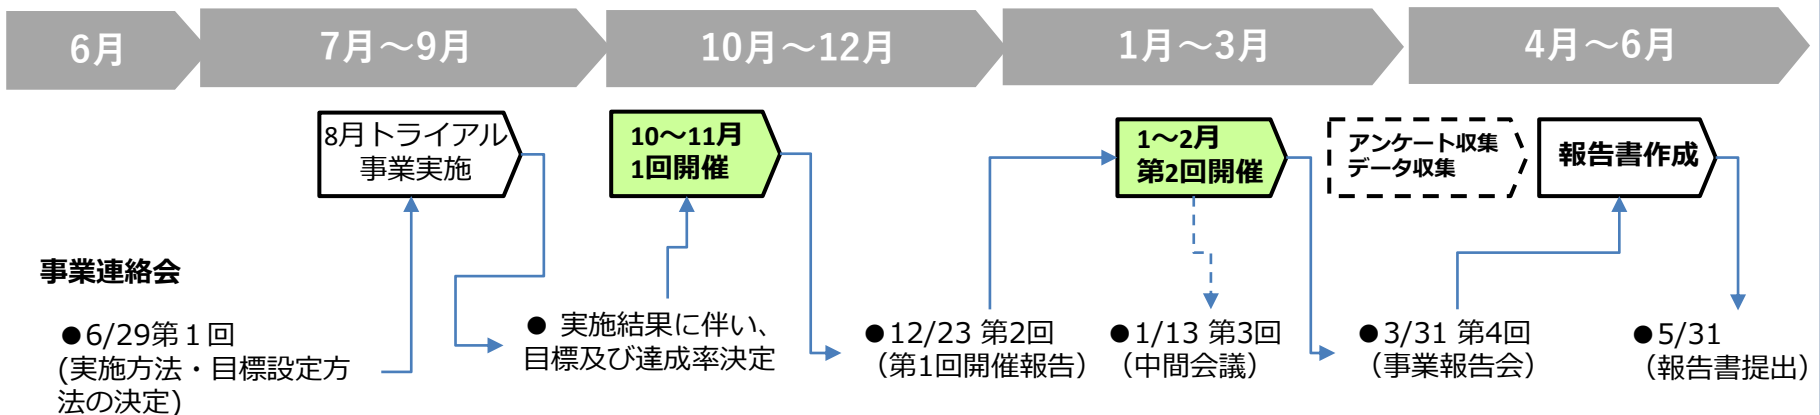 6月
7月～9月
10月～12月
1月～3月
4月～6月
8月トライアル
事業実施
10～11月
1回開催
1～2月
第2回開催
アンケート収集
データ収集
報告書作成
事業連絡会
●6/29第１回
(実施方法・目標設定方
法の決定)
● 実施結果に伴い、
目標及び達成率決定
●12/23 第2回
（第1回開催報告）
●1/13 第3回
（中間会議）
●3/31 第4回
（事業報告会）
●5/31
（報告書提出）